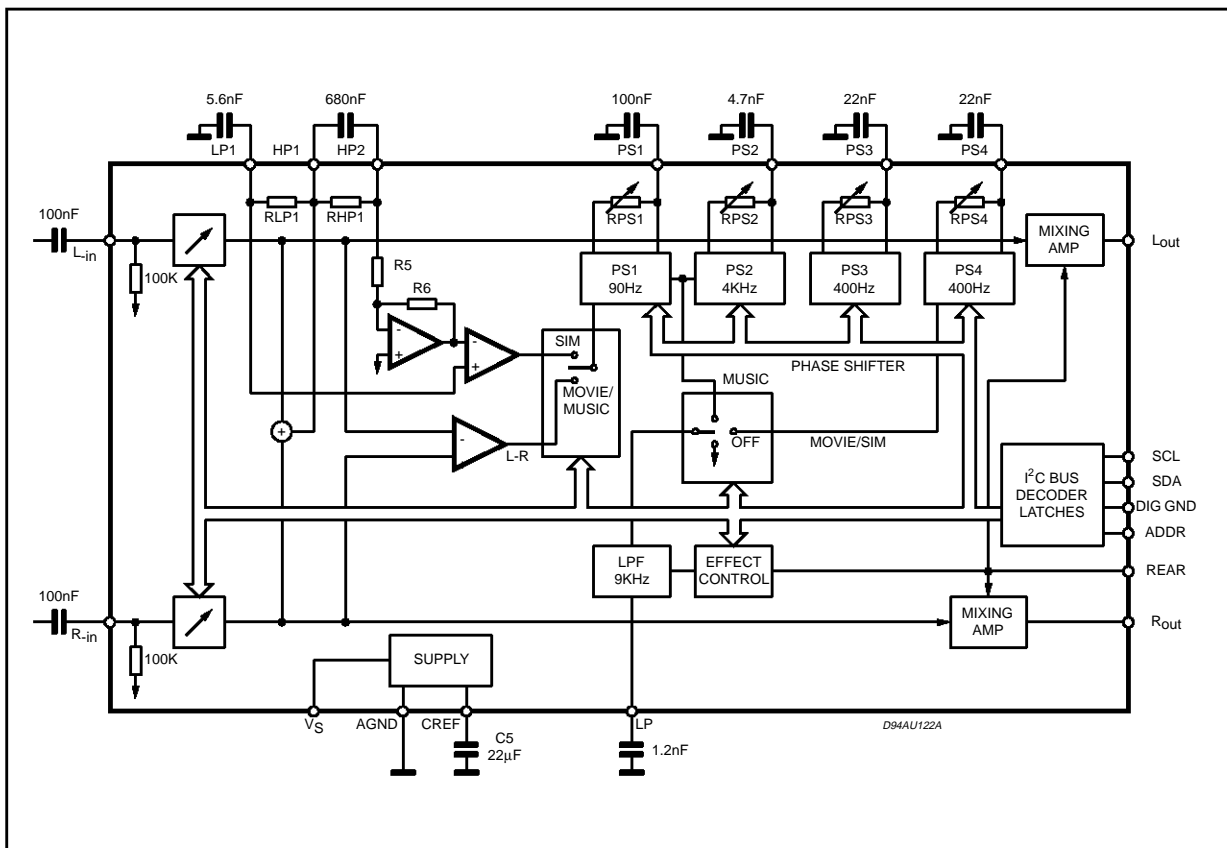 5.6nF 680nF 100nF 4.7nF 22nF 22nF
LP1 HP1 HP2 PS1 PS2 PS3 PS4
RLP1 RHP1 RPS1 RPS2 RPS3 RPS4
100nF
L-in
100K
R5
R6
PS1
90Hz
PS2
4KHz
PS3
400Hz
PS4
400Hz
MIXING
AMP
Lout
- + - +
SIM
MOVIE/
MUSIC
PHASE SHIFTER
MUSIC
OFF
MOVIE/SIM
+
-
L-R
I2C BUS
DECODER
LATCHES
SCL
SDA
DIG GND
ADDR
LPF
9KHz
EFFECT
CONTROL
REAR
100nF
R-in
100K
MIXING
AMP
Rout
SUPPLY
VS AGND CREF LP
D94AU122A
C5
22µF
1.2nF